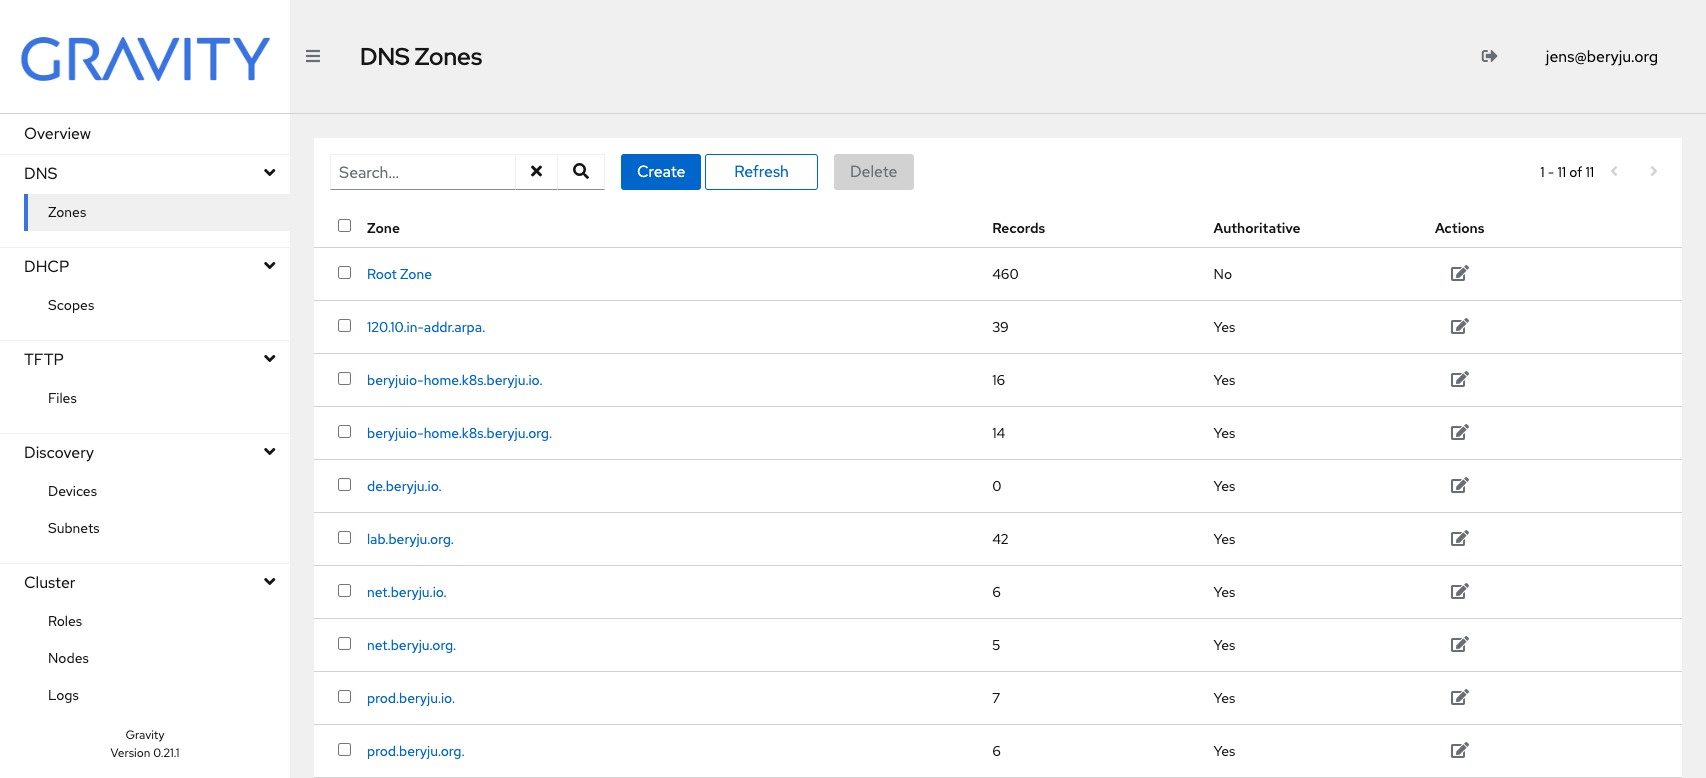 GRAVITY
DNS Zones
jens@beryju.org
Overview
DNS
Zones
DHCP
Scopes
TFTP
Files
Discovery
Devices
Subnets
Cluster
Roles
Nodes
Logs
Gravity
Version 0.21.1
Search...
Create
Refresh
Delete
1 - 11 of 11
Zone Records Authoritative Actions
Root Zone 460 No
120.10.in-addr.arpa. 39 Yes
beryjuio-home.k8s.beryju.io. 16 Yes
beryjuio-home.k8s.beryju.org. 14 Yes
de.beryju.io. 0 Yes
lab.beryju.org. 42 Yes
net.beryju.io. 6 Yes
net.beryju.org. 5 Yes
prod.beryju.io. 7 Yes
prod.beryju.org. 6 Yes